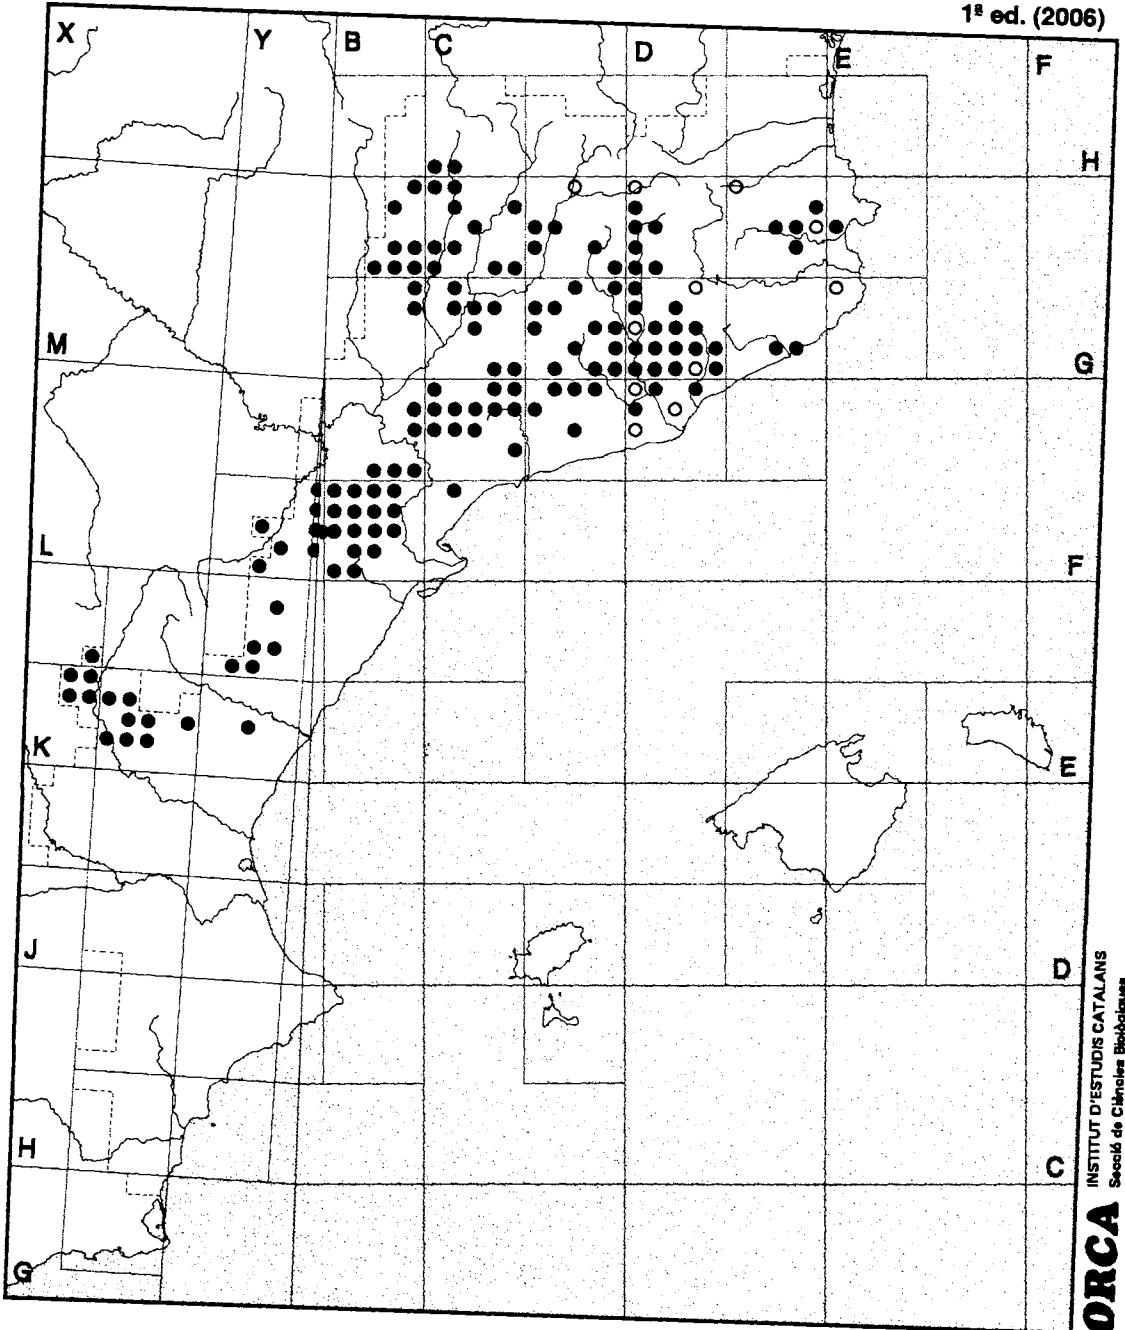 1ª ed. (2006)
X Y B C D E F
H
M G
L F
K E
J D
H C
G
INSTITUT D'ESTUDIS CATALANS
Secció de Ciències Biològiques
ORCA